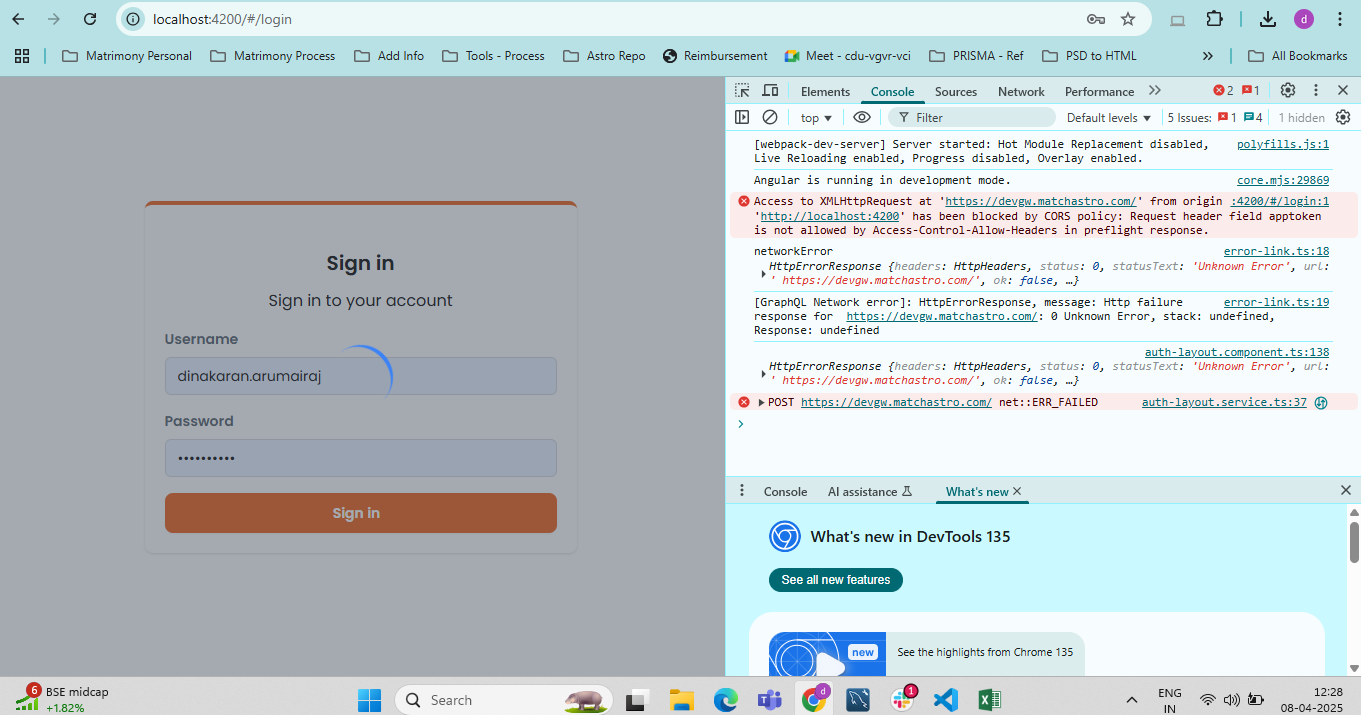 localhost:4200/#/login
d
Matrimony Personal
Matrimony Process
Add Info
Tools - Process
Astro Repo
Reimbursement
Meet - cdu-vgvr-vci
PRISMA - Ref
PSD to HTML
»
All Bookmarks
Elements
Console
Sources
Network
Performance
2
1
top
Filter
Default levels
5 Issues:
1
4
1 hidden
[webpack-dev-server] Server started: Hot Module Replacement disabled, polyfills.js:1
Live Reloading enabled, Progress disabled, Overlay enabled.
Angular is running in development mode. core.mjs:29869
Access to XMLHttpRequest at 'https://devgw.matchastro.com/' from origin :4200/#/login:1
'http://localhost:4200' has been blocked by CORS policy: Request header field apptoken
is not allowed by Access-Control-Allow-Headers in preflight response.
networkError error-link.ts:18
HttpErrorResponse {headers: HttpHeaders, status: 0, statusText: 'Unknown Error', url:
' https://devgw.matchastro.com/', ok: false, …}
[GraphQL Network error]: HttpErrorResponse, message: Http failure error-link.ts:19
response for https://devgw.matchastro.com/: 0 Unknown Error, stack: undefined,
Response: undefined
auth-layout.component.ts:138
HttpErrorResponse {headers: HttpHeaders, status: 0, statusText: 'Unknown Error', url:
' https://devgw.matchastro.com/', ok: false, …}
POST https://devgw.matchastro.com/ net::ERR_FAILED auth-layout.service.ts:37
Sign in
Sign in to your account
Username
dinakaran.arumairaj
Password
••••••••••
Sign in
Console
AI assistance
What's new
What's new in DevTools 135
See all new features
new
See the highlights from Chrome 135
6
BSE midcap
+1.82%
Search
d
1
ENG
IN
12:28
08-04-2025